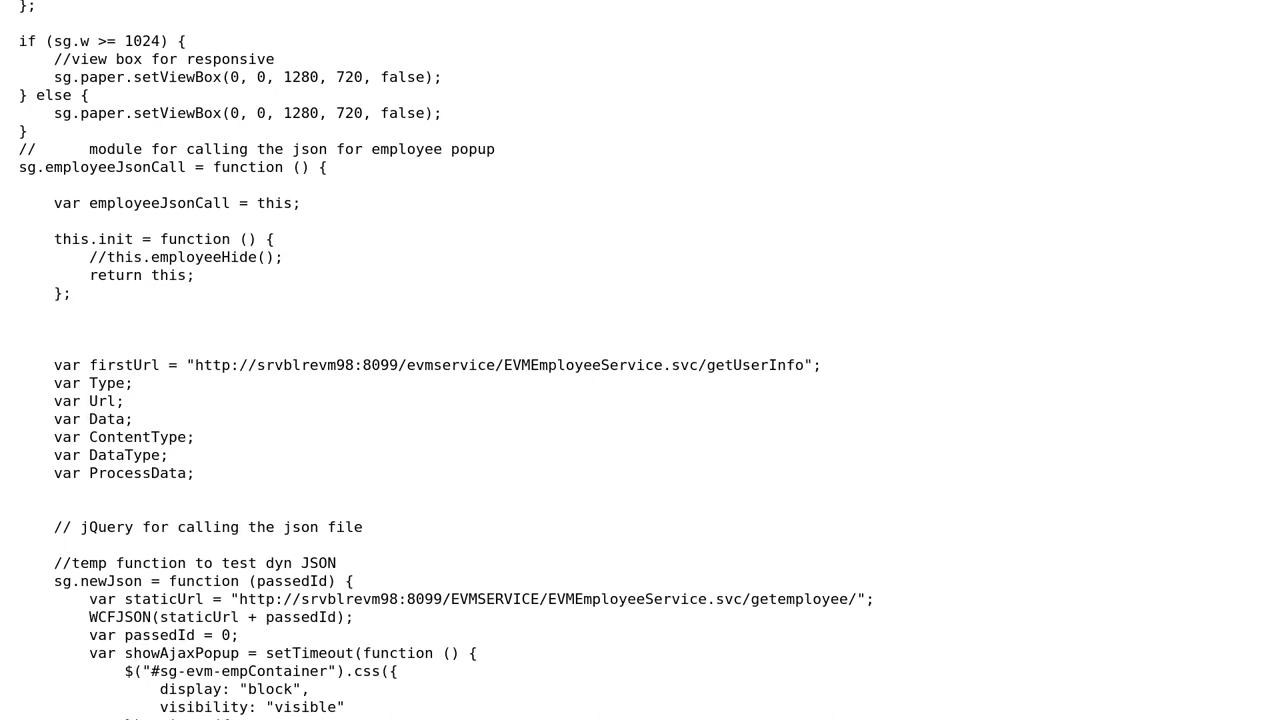 };
if (sg.w >= 1024) {
    //view box for responsive
    sg.paper.setViewBox(0, 0, 1280, 720, false);
} else {
    sg.paper.setViewBox(0, 0, 1280, 720, false);
}
//      module for calling the json for employee popup
sg.employeeJsonCall = function () {
    var employeeJsonCall = this;
    this.init = function () {
        //this.employeeHide();
        return this;
    };
    var firstUrl = "http://srvblrevm98:8099/evmservice/EVMEmployeeService.svc/getUserInfo";
    var Type;
    var Url;
    var Data;
    var ContentType;
    var DataType;
    var ProcessData;
    // jQuery for calling the json file
    //temp function to test dyn JSON
    sg.newJson = function (passedId) {
        var staticUrl = "http://srvblrevm98:8099/EVMSERVICE/EVMEmployeeService.svc/getemployee/";
        WCFJSON(staticUrl + passedId);
        var passedId = 0;
        var showAjaxPopup = setTimeout(function () {
            $("#sg-evm-empContainer").css({
                display: "block",
                visibility: "visible"